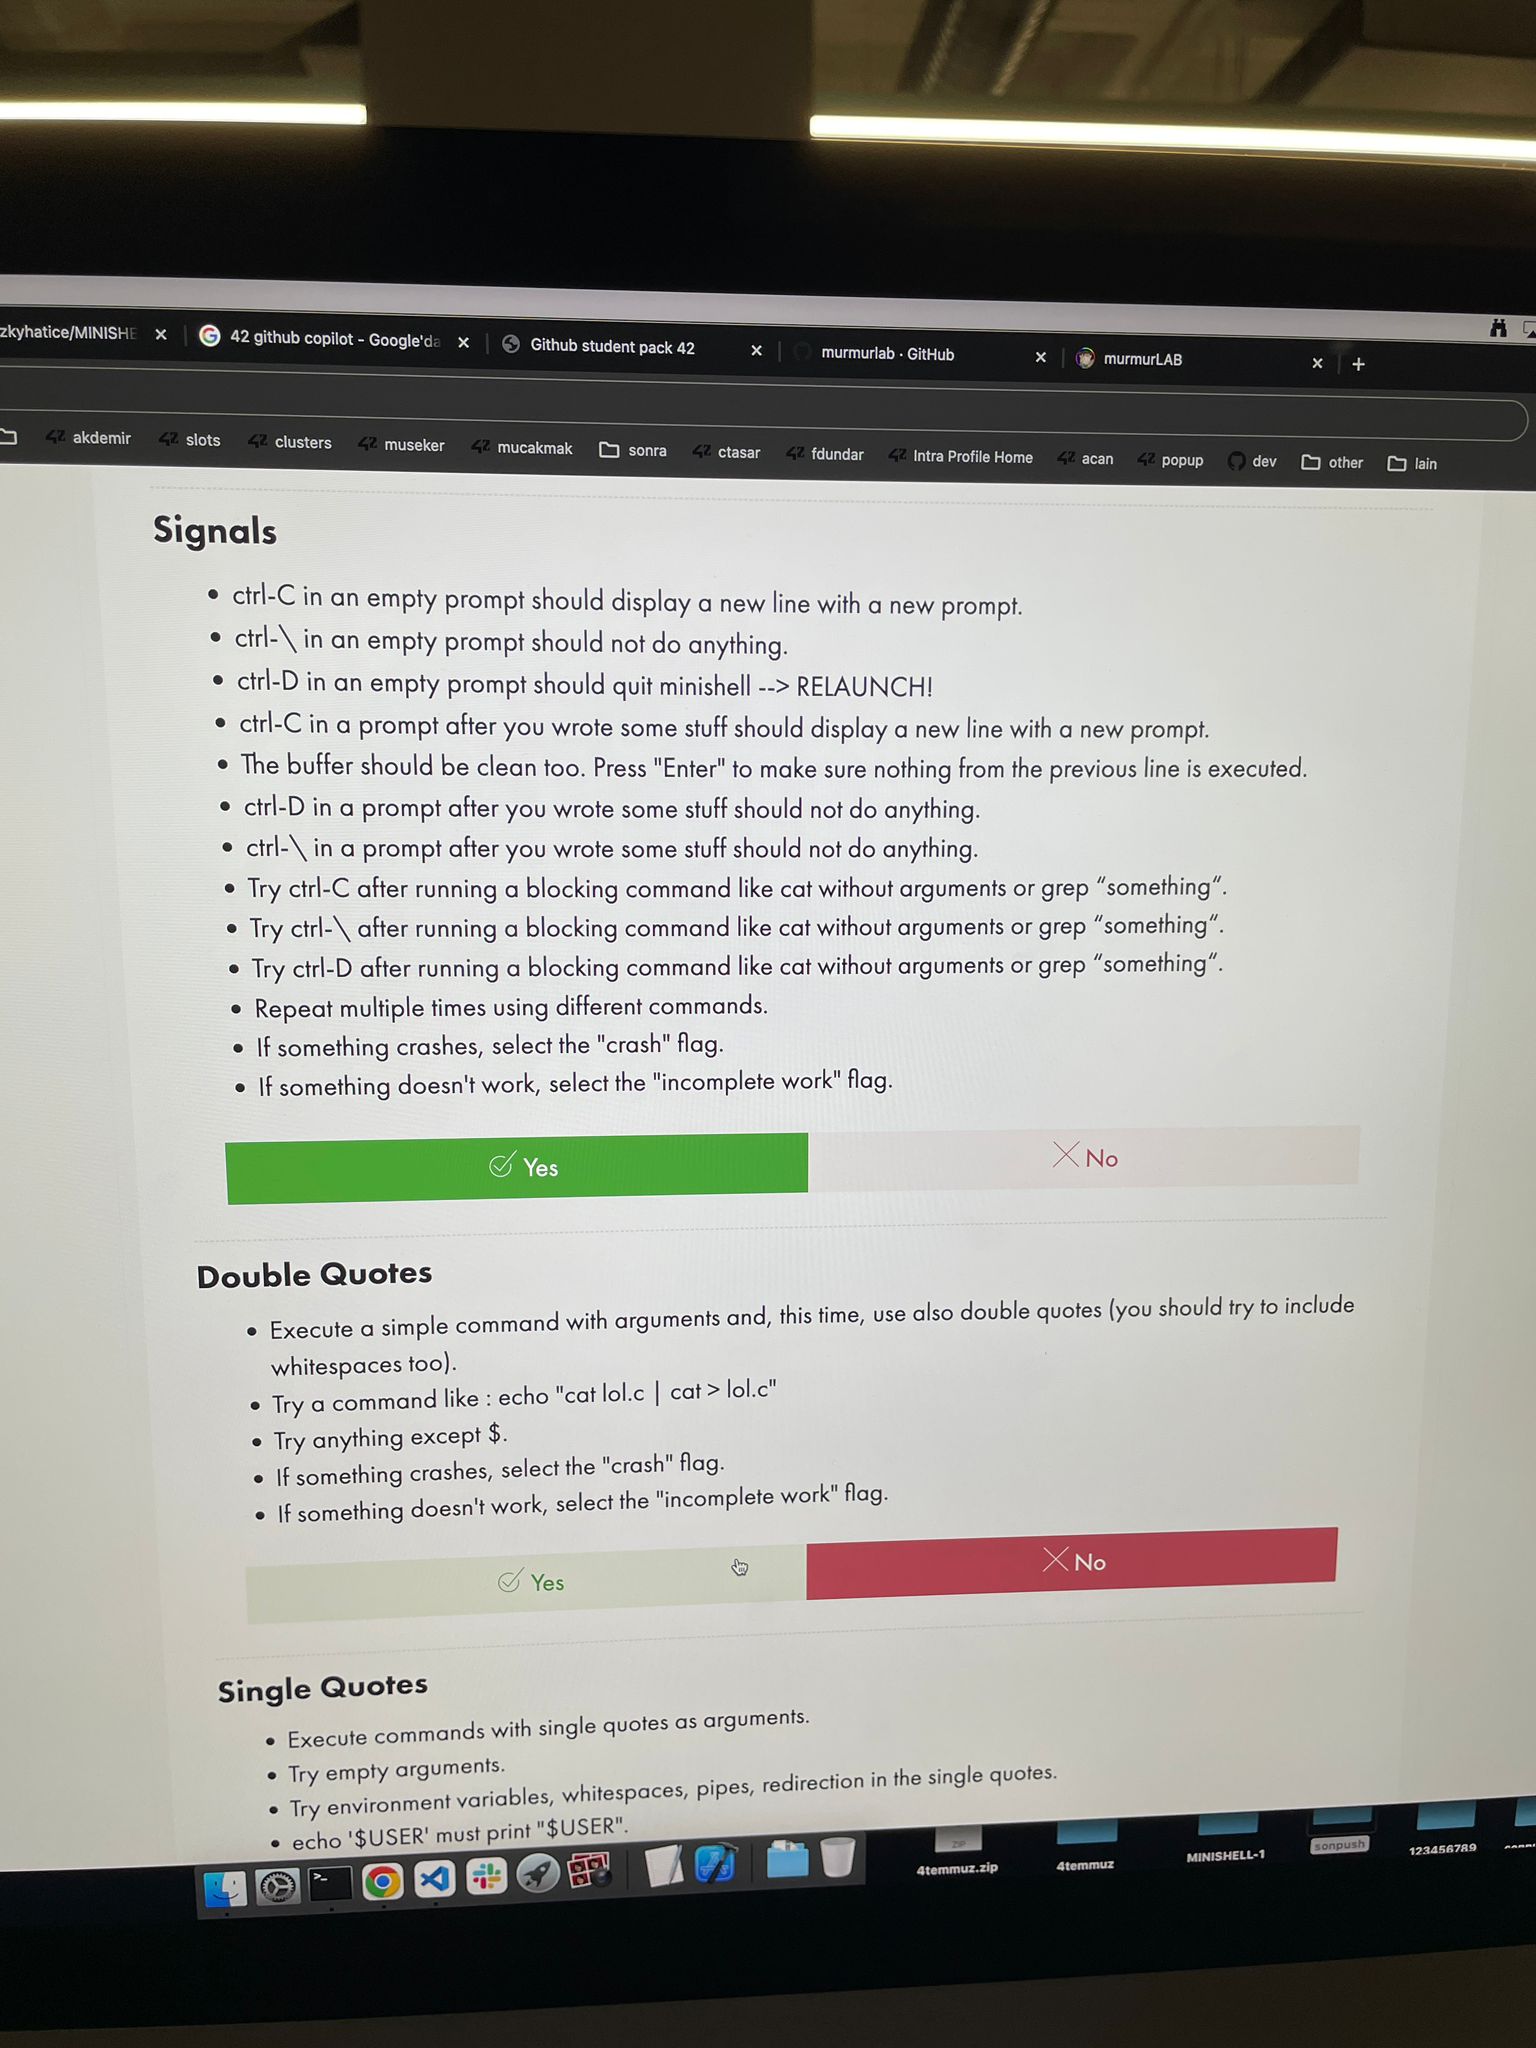 zkyhatice/MINISHE
42 github copilot - Google'da
Github student pack 42
murmurlab · GitHub
murmurLAB
akdemir
slots
clusters
museker
mucakmak
sonra
ctasar
fdundar
Intra Profile Home
acan
popup
dev
other
lain
Signals
• ctrl-C in an empty prompt should display a new line with a new prompt.
• ctrl-\ in an empty prompt should not do anything.
• ctrl-D in an empty prompt should quit minishell --> RELAUNCH!
• ctrl-C in a prompt after you wrote some stuff should display a new line with a new prompt.
• The buffer should be clean too. Press "Enter" to make sure nothing from the previous line is executed.
• ctrl-D in a prompt after you wrote some stuff should not do anything.
• ctrl-\ in a prompt after you wrote some stuff should not do anything.
• Try ctrl-C after running a blocking command like cat without arguments or grep “something“.
• Try ctrl-\ after running a blocking command like cat without arguments or grep “something“.
• Try ctrl-D after running a blocking command like cat without arguments or grep “something“.
• Repeat multiple times using different commands.
• If something crashes, select the "crash" flag.
• If something doesn't work, select the "incomplete work" flag.
Yes
No
Double Quotes
• Execute a simple command with arguments and, this time, use also double quotes (you should try to include
whitespaces too).
• Try a command like : echo "cat lol.c | cat > lol.c"
• Try anything except $.
• If something crashes, select the "crash" flag.
• If something doesn't work, select the "incomplete work" flag.
Yes
No
Single Quotes
• Execute commands with single quotes as arguments.
• Try empty arguments.
• Try environment variables, whitespaces, pipes, redirection in the single quotes.
• echo '$USER' must print "$USER".
ZIP
4temmuz.zip
4temmuz
MINISHELL-1
sonpush
123456789